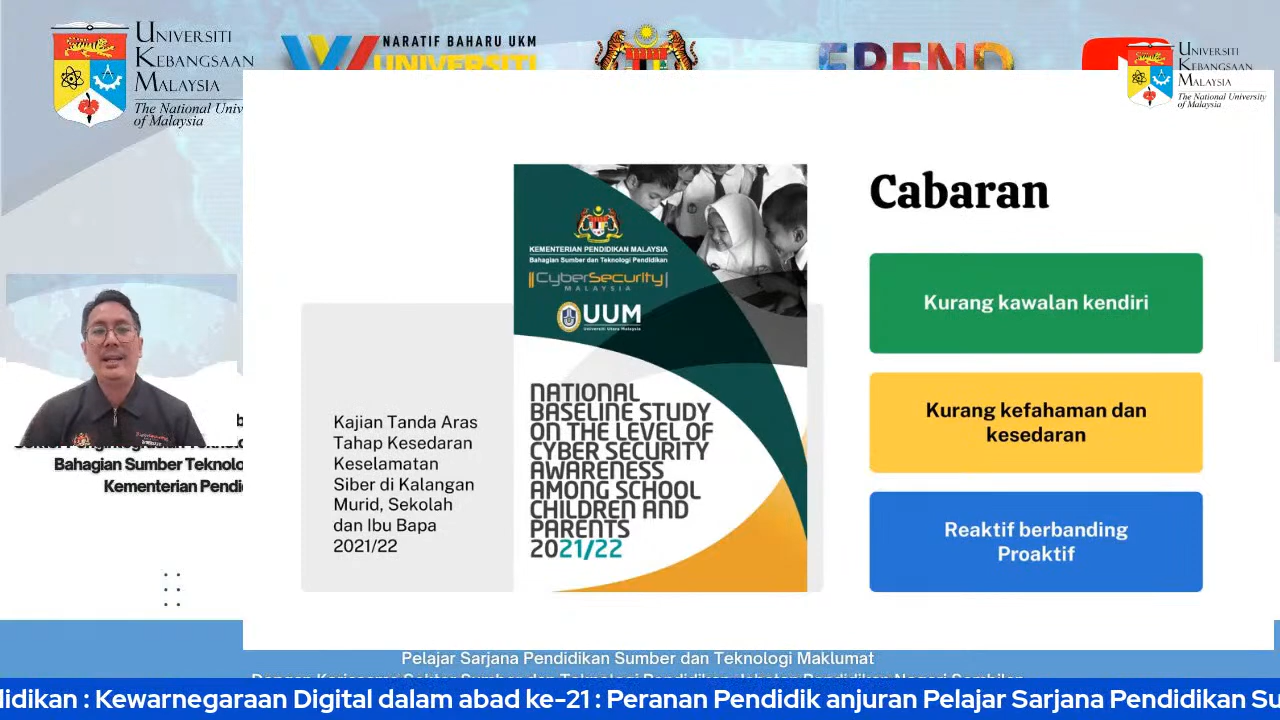 UNIVERSITI
KEBANGSAAN
MALAYSIA
The National
of Malaysia
NARATIF BAHARU UKM
UNIVERSITI
UNIVERSITI
KEBANGSAAN
MALAYSIA
The National University
of Malaysia
Cabaran
Kurang kawalan kendiri
Kurang kefahaman dan
kesedaran
Reaktif berbanding
Proaktif
KEMENTERIAN PENDIDIKAN MALAYSIA
Bahagian Sumber dan Teknologi Pendidikan
CyberSecurity
MALAYSIA
UUM
Universiti Utara Malaysia
NATIONAL
BASELINE STUDY
ON THE LEVEL OF
CYBER SECURITY
AWARENESS
AMONG SCHOOL
CHILDREN AND
PARENTS
2021/22
Kajian Tanda Aras
Tahap Kesedaran
Keselamatan
Siber di Kalangan
Murid, Sekolah
dan Ibu Bapa
2021/22
Bahagian Sumber Teknolo
Kementerian Pendi
Pelajar Sarjana Pendidikan Sumber dan Teknologi Maklumat
didikan : Kewarnegaraan Digital dalam abad ke-21 : Peranan Pendidik anjuran Pelajar Sarjana Pendidikan Su